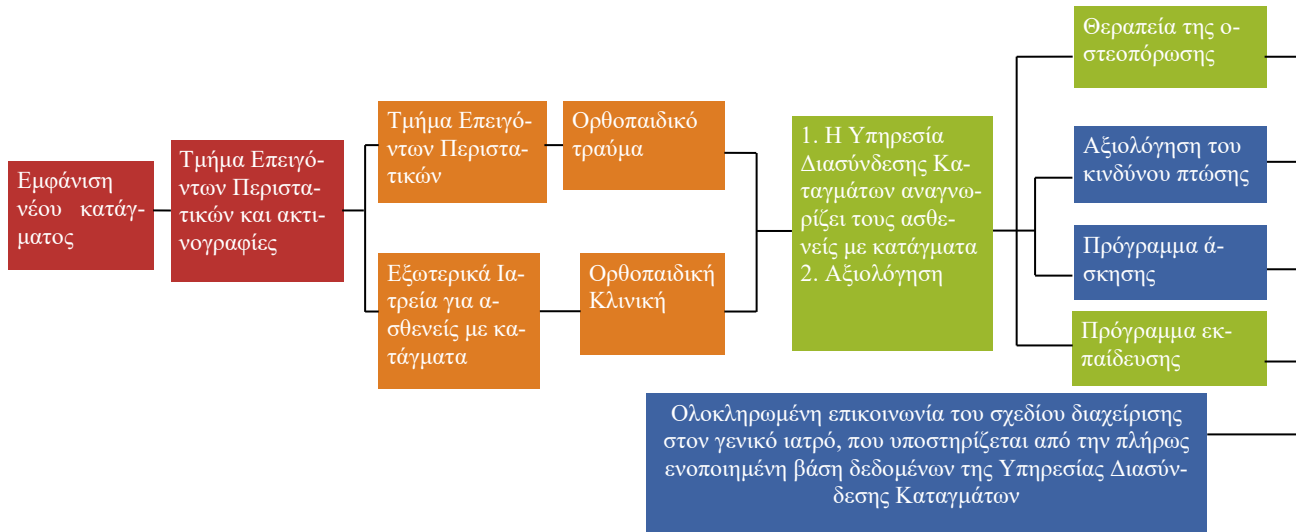 Εμφάνιση
νέου κατάγ-
ματος
Τμήμα Επειγό-
ντων Περιστα-
τικών και ακτι-
νογραφίες
Τμήμα Επειγό-
ντων Περιστα-
τικών
Ορθοπαιδικό
τραύμα
Εξωτερικά Ια-
τρεία για α-
σθενείς με κα-
τάγματα
Ορθοπαιδική
Κλινική
1. Η Υπηρεσία
Διασύνδεσης Κα-
ταγμάτων αναγνω-
ρίζει τους ασθε-
νείς με κατάγματα
2. Αξιολόγηση
Θεραπεία της ο-
στεοπόρωσης
Αξιολόγηση του
κινδύνου πτώσης
Πρόγραμμα ά-
σκησης
Πρόγραμμα εκ-
παίδευσης
Ολοκληρωμένη επικοινωνία του σχεδίου διαχείρισης
στον γενικό ιατρό, που υποστηρίζεται από την πλήρως
ενοποιημένη βάση δεδομένων της Υπηρεσίας Διασύν-
δεσης Καταγμάτων